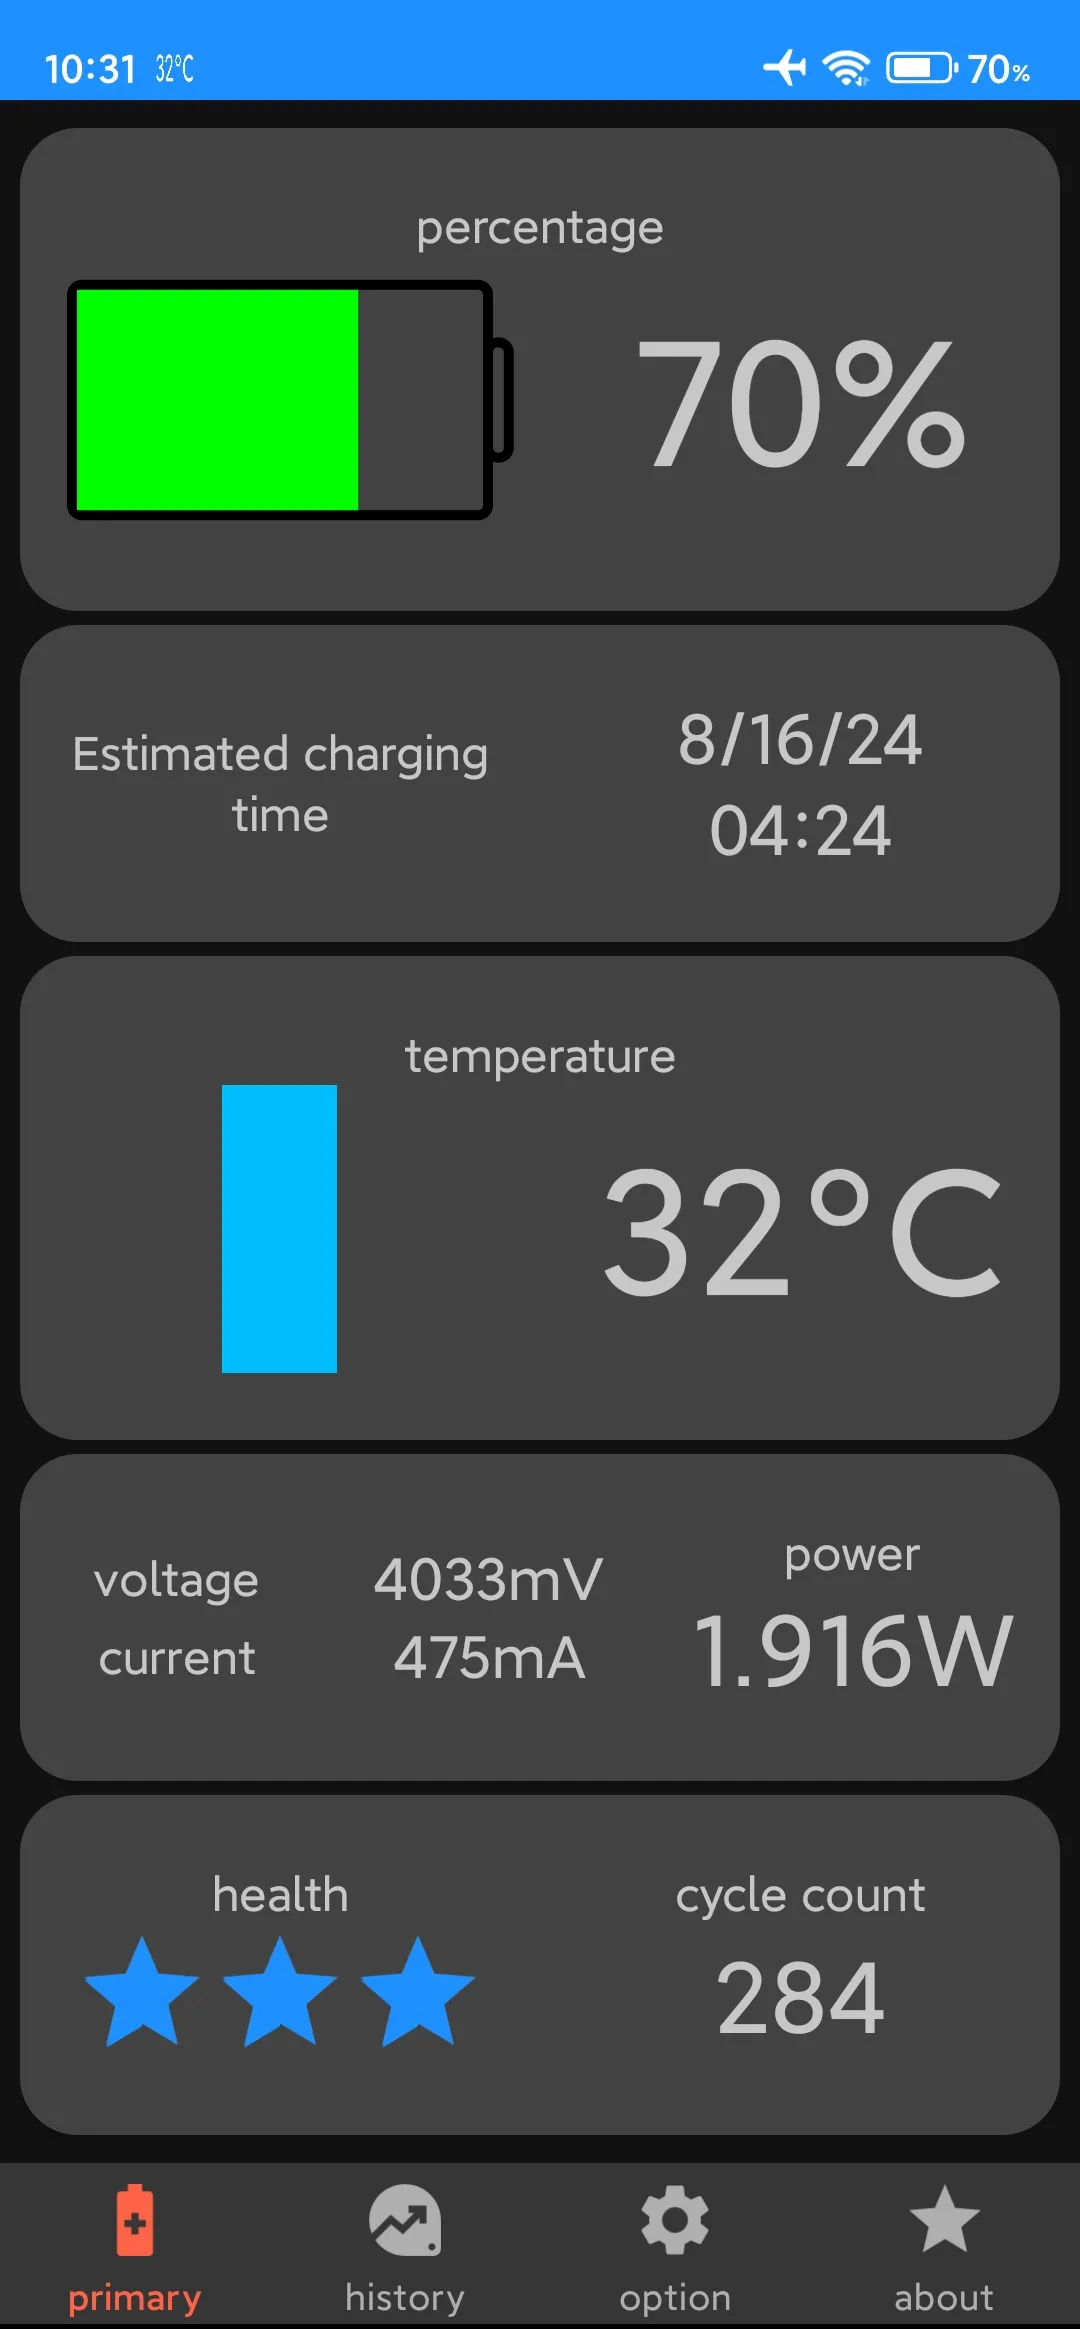 10:31 32°C 70%
percentage
70%
Estimated charging
time
8/16/24
04:24
temperature
32°C
voltage 4033mV
current 475mA
power
1.916W
health
cycle count
284
primary history option about